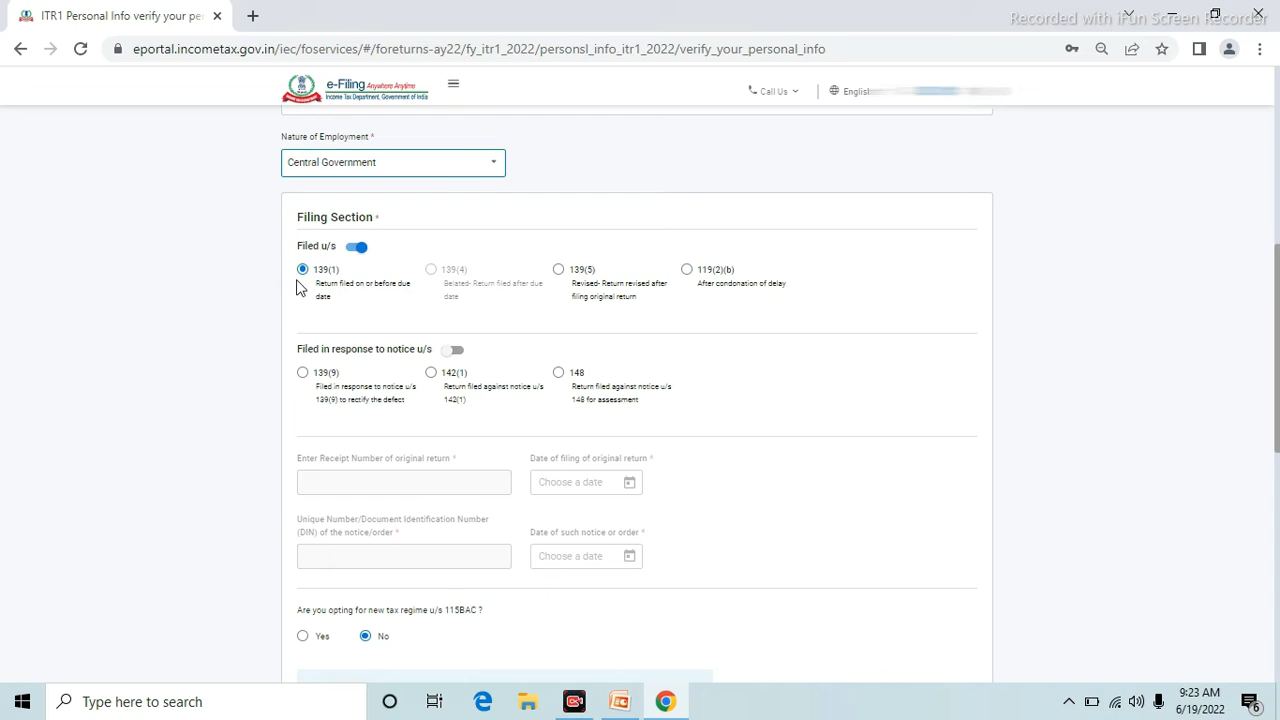 ITR1 Personal Info verify your pe
Recorded with iFun Screen Recorder
eportal.incometax.gov.in/iec/foservices/#/foreturns-ay22/fy_itr1_2022/personsl_info_itr1_2022/verify_your_personal_info
e-Filing Anywhere Anytime
Income Tax Department, Government of India
Call Us
English
Nature of Employment *
Central Government
Filing Section *
Filed u/s
139(1)
Return filed on or before due
date
139(4)
Belated- Return filed after due
date
139(5)
Revised- Return revised after
filing original return
119(2)(b)
After condonation of delay
Filed in response to notice u/s
139(9)
Filed in response to notice u/s
139(9) to rectify the defect
142(1)
Return filed against notice u/s
142(1)
148
Return filed against notice u/s
148 for assessment
Enter Receipt Number of original return *
Date of filing of original return *
Choose a date
Unique Number/Document Identification Number
(DIN) of the notice/order *
Date of such notice or order *
Choose a date
Are you opting for new tax regime u/s 115BAC ?
Yes
No
Type here to search
9:23 AM
6/19/2022
6